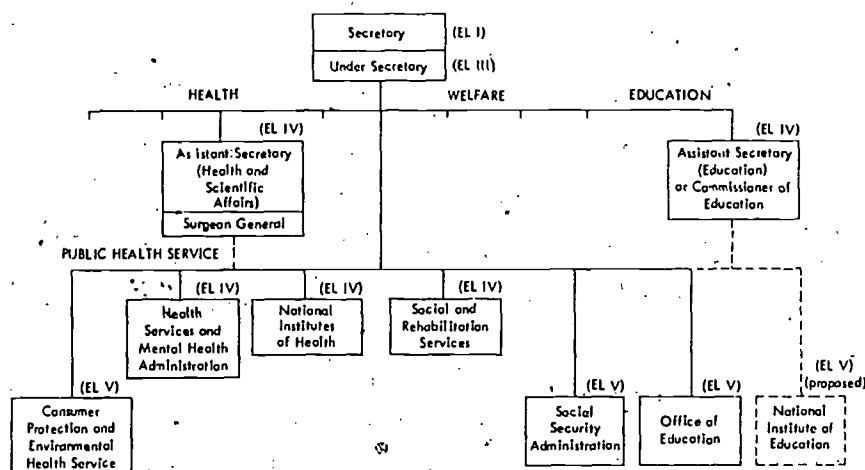 Secretary
(EL I)
Under Secretary
(EL III)
HEALTH
WELFARE
EDUCATION
(EL IV)
As istant Secretary
(Health and
Scientific
Affairs)
Surgeon General
(EL IV)
Assistant Secretary
(Education)
or Commissioner of
Education
PUBLIC HEALTH SERVICE
(EL IV)
Health
Services and
Mental Health
Administration
(EL IV)
National
Institutes
of Health
(EL IV)
Social and
Rehabilitation
Services
(EL V)
Consumer
Protection and
Environmental
Health Service
(EL V)
Social
Security
Administration
(EL V)
Office of
Education
(EL V)
(proposed)
National
Institute of
Education